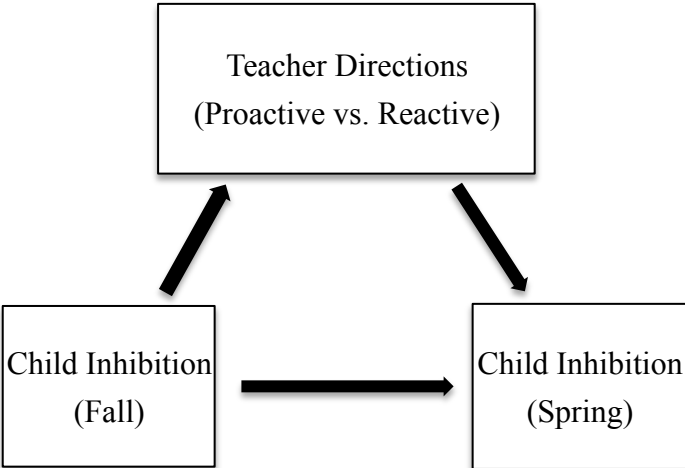 Teacher Directions
(Proactive vs. Reactive)
Child Inhibition
(Fall)
Child Inhibition
(Spring)